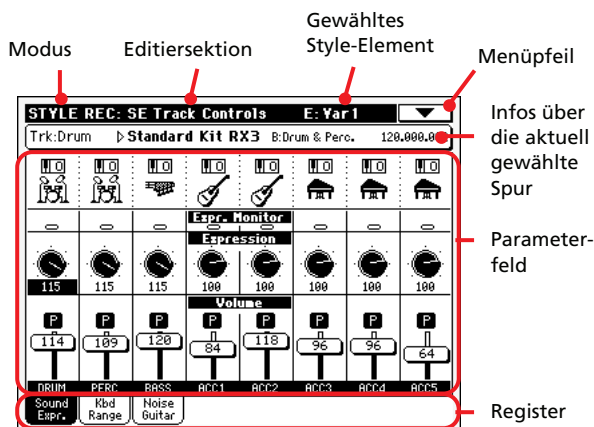 Gewähltes
Style-Element
Modus
Editiersektion
Menüpfeil
STYLE REC: SE Track Controls E: Var1
Trk:Drum Standard Kit RX3 B:Drum & Perc.
Infos über
die aktuell
gewählte
Spur
Expr. Monitor
Expression
115 115 115 100 100 100 100 100
Parameter-
feld
Volume
P P P P P P P P
114 109 120 84 118 96 96 64
DRUM PERC BASS ACC1 ACC2 ACC3 ACC4 ACC5
Sound Expr.
Kbd Range
Noise Guitar
Register